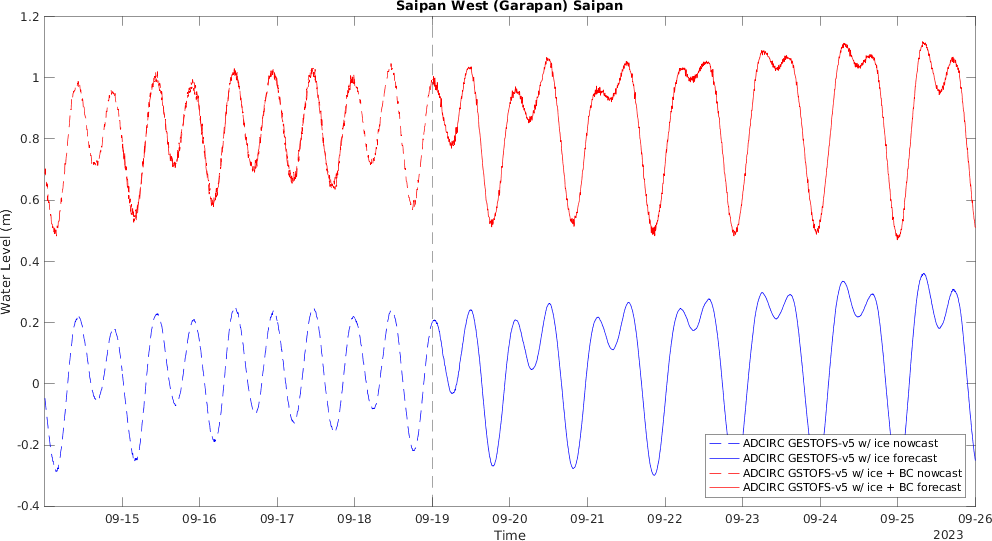 Saipan West (Garapan) Saipan
Water Level (m)
1.2
1
0.8
0.6
0.4
0.2
0
-0.2
-0.4
ADCIRC GESTOFS-v5 w/ ice nowcast
ADCIRC GESTOFS-v5 w/ ice forecast
ADCIRC GSTOFS-v5 w/ ice + BC nowcast
ADCIRC GSTOFS-v5 w/ ice + BC forecast
09-15 09-16 09-17 09-18 09-19 09-20 09-21 09-22 09-23 09-24 09-25 09-26
Time
2023